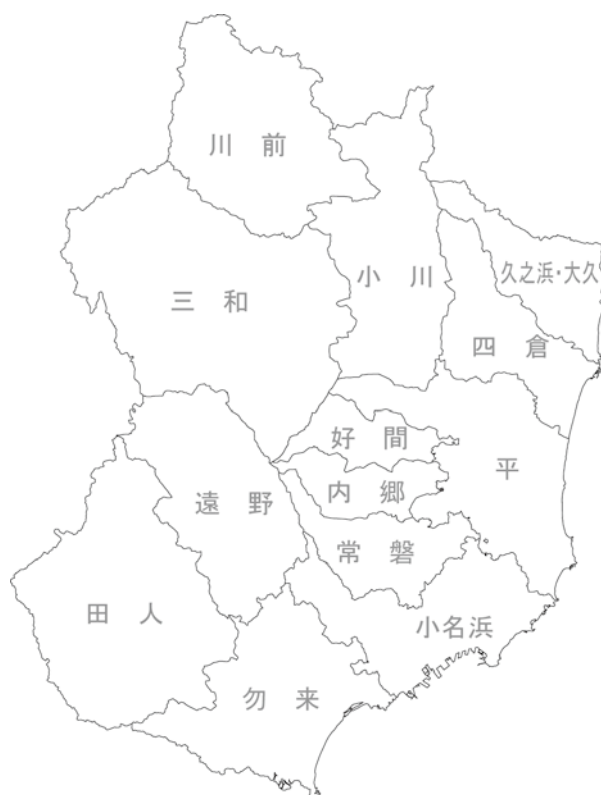 川前
小川
久之浜・大久
三和
四倉
好間
平
内郷
遠野
常磐
田人
小名浜
勿来